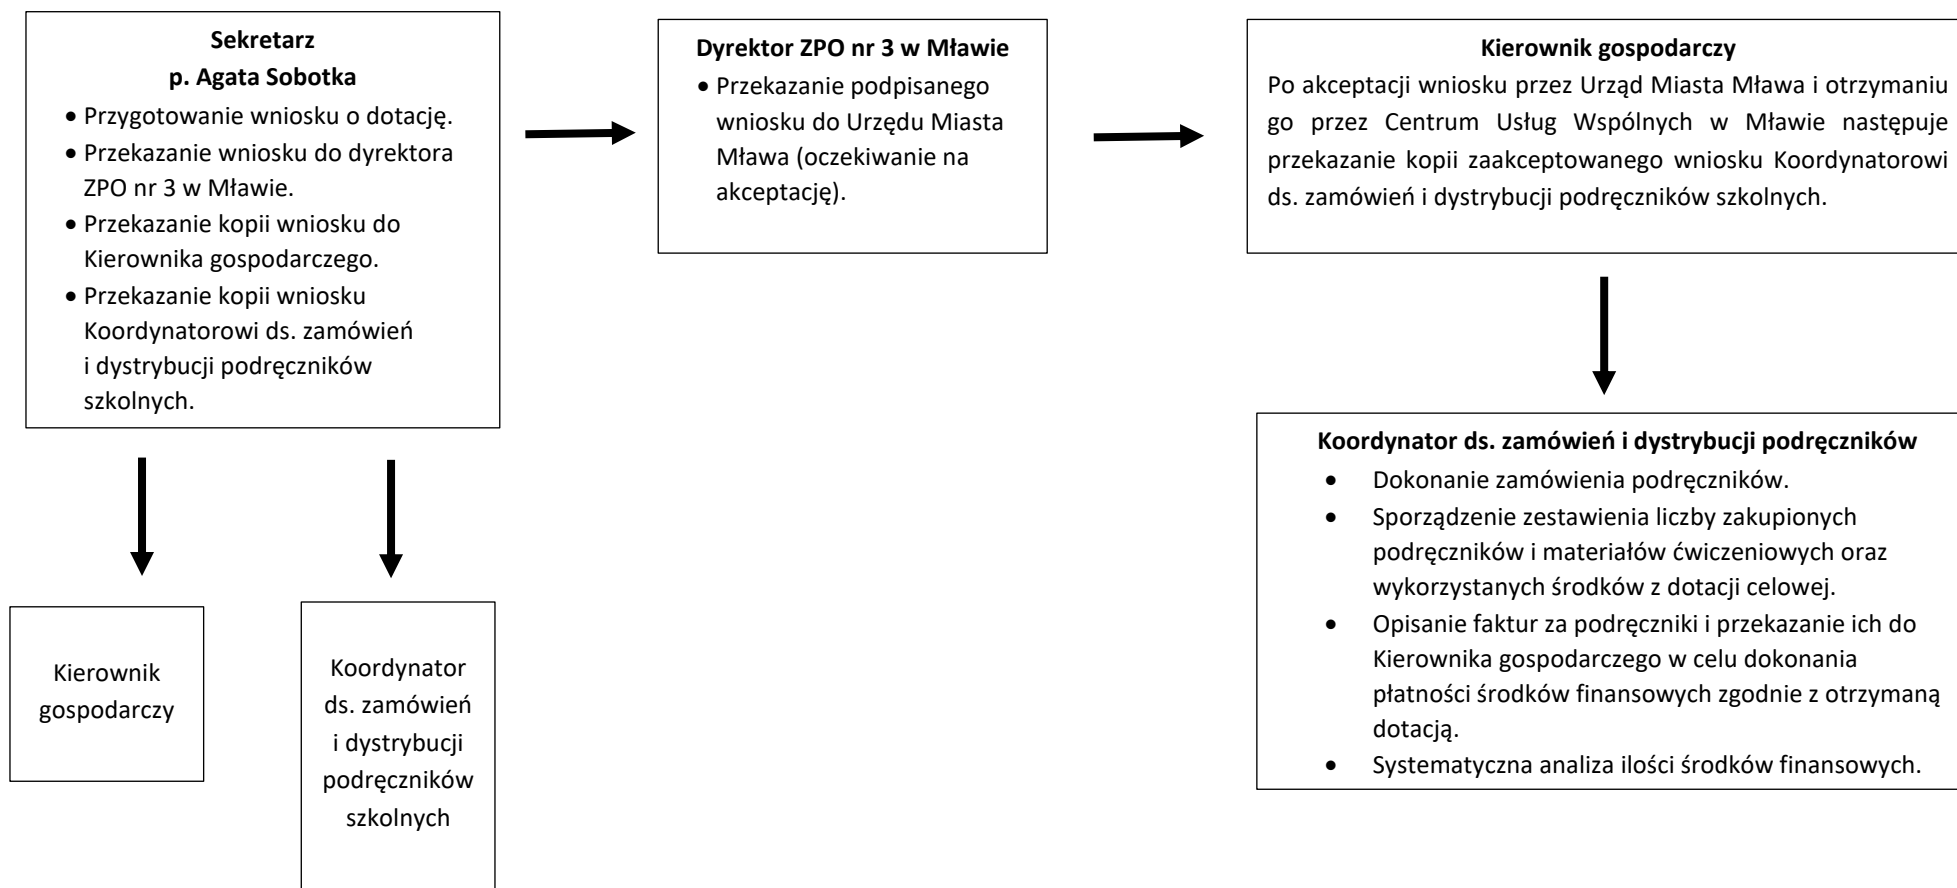 Sekretarz
p. Agata Sobotka
• Przygotowanie wniosku o dotację.
• Przekazanie wniosku do dyrektora
ZPO nr 3 w Mławie.
• Przekazanie kopii wniosku do
Kierownika gospodarczego.
• Przekazanie kopii wniosku
Koordynatorowi ds. zamówień
i dystrybucji podręczników
szkolnych.
Dyrektor ZPO nr 3 w Mławie
• Przekazanie podpisanego
wniosku do Urzędu Miasta
Mława (oczekiwanie na
akceptację).
Kierownik gospodarczy
Po akceptacji wniosku przez Urząd Miasta Mława i otrzymaniu
go przez Centrum Usług Wspólnych w Mławie następuje
przekazanie kopii zaakceptowanego wniosku Koordynatorowi
ds. zamówień i dystrybucji podręczników szkolnych.
Kierownik
gospodarczy
Koordynator
ds. zamówień
i dystrybucji
podręczników
szkolnych
Koordynator ds. zamówień i dystrybucji podręczników
• Dokonanie zamówienia podręczników.
• Sporządzenie zestawienia liczby zakupionych
podręczników i materiałów ćwiczeniowych oraz
wykorzystanych środków z dotacji celowej.
• Opisanie faktur za podręczniki i przekazanie ich do
Kierownika gospodarczego w celu dokonania
płatności środków finansowych zgodnie z otrzymaną
dotacją.
• Systematyczna analiza ilości środków finansowych.